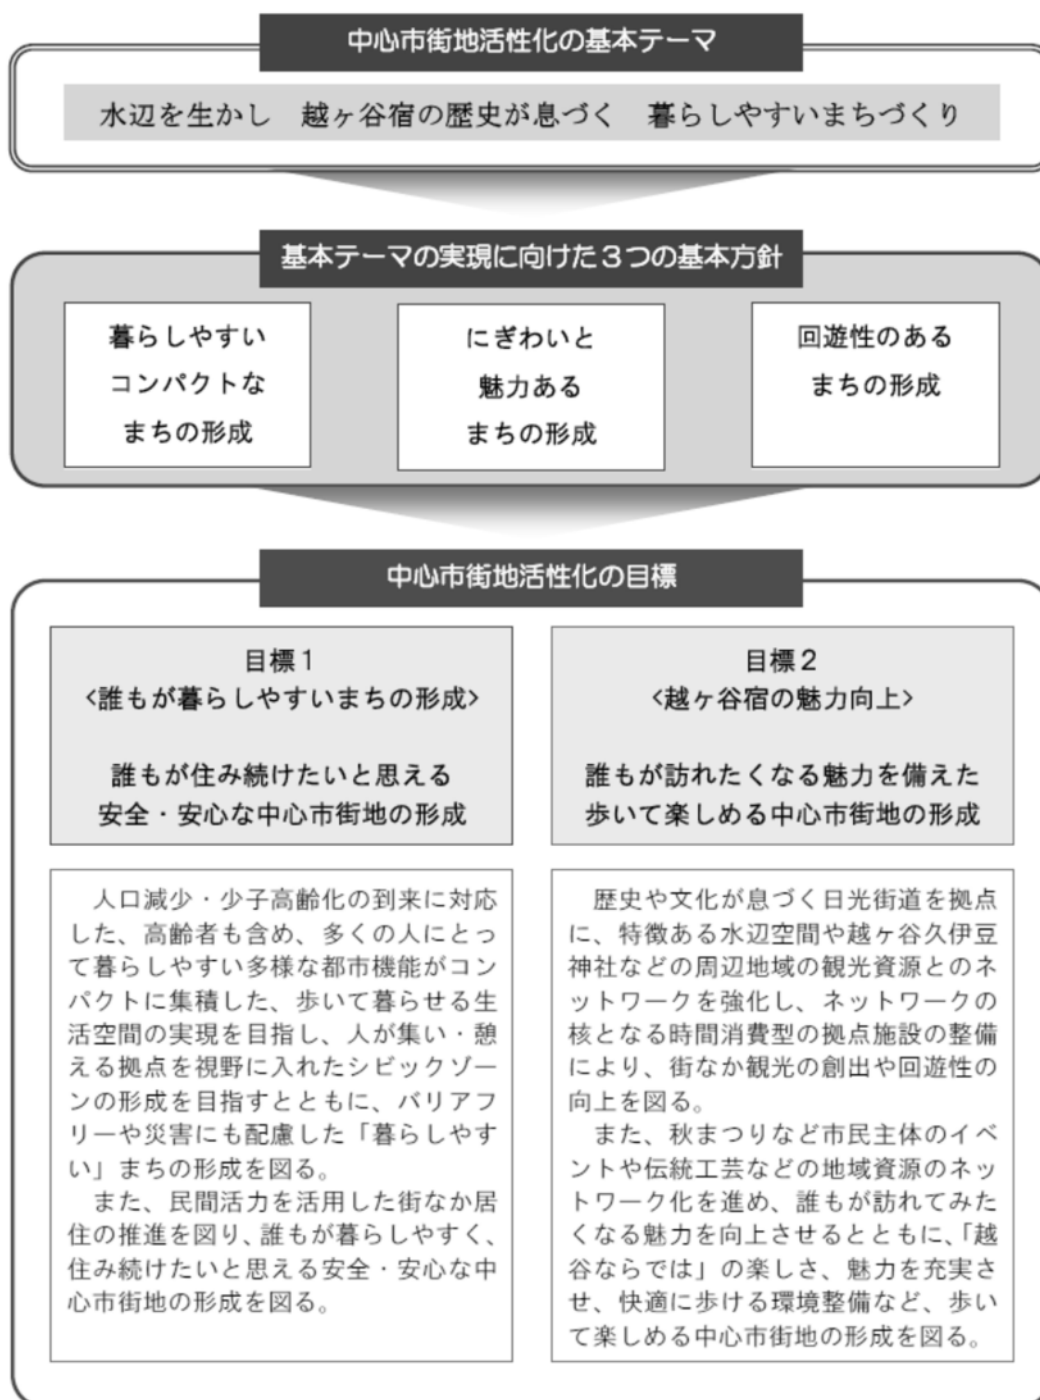 中心市街地活性化の基本テーマ
水辺を生かし　越ヶ谷宿の歴史が息づく　暮らしやすいまちづくり
基本テーマの実現に向けた３つの基本方針
暮らしやすい
コンパクトな
まちの形成
にぎわいと
魅力ある
まちの形成
回遊性のある
まちの形成
中心市街地活性化の目標
目標１
<誰もが暮らしやすいまちの形成>
誰もが住み続けたいと思える
安全・安心な中心市街地の形成
目標２
<越ヶ谷宿の魅力向上>
誰もが訪れたくなる魅力を備えた
歩いて楽しめる中心市街地の形成
　人口減少・少子高齢化の到来に対応
した、高齢者も含め、多くの人にとっ
て暮らしやすい多様な都市機能がコン
パクトに集積した、歩いて暮らせる生
活空間の実現を目指し、人が集い・憩
える拠点を視野に入れたシビックゾー
ンの形成を目指すとともに、バリアフ
リーや災害にも配慮した「暮らしやす
い」まちの形成を図る。
　また、民間活力を活用した街なか居
住の推進を図り、誰もが暮らしやすく、
住み続けたいと思える安全・安心な中
心市街地の形成を図る。
　歴史や文化が息づく日光街道を拠点
に、特徴ある水辺空間や越ヶ谷久伊豆
神社などの周辺地域の観光資源とのネ
ットワークを強化し、ネットワークの
核となる時間消費型の拠点施設の整備
により、街なか観光の創出や回遊性の
向上を図る。
　また、秋まつりなど市民主体のイベ
ントや伝統工芸などの地域資源のネッ
トワーク化を進め、誰もが訪れてみた
くなる魅力を向上させるとともに、「越
谷ならでは」の楽しさ、魅力を充実さ
せ、快適に歩ける環境整備など、歩い
て楽しめる中心市街地の形成を図る。